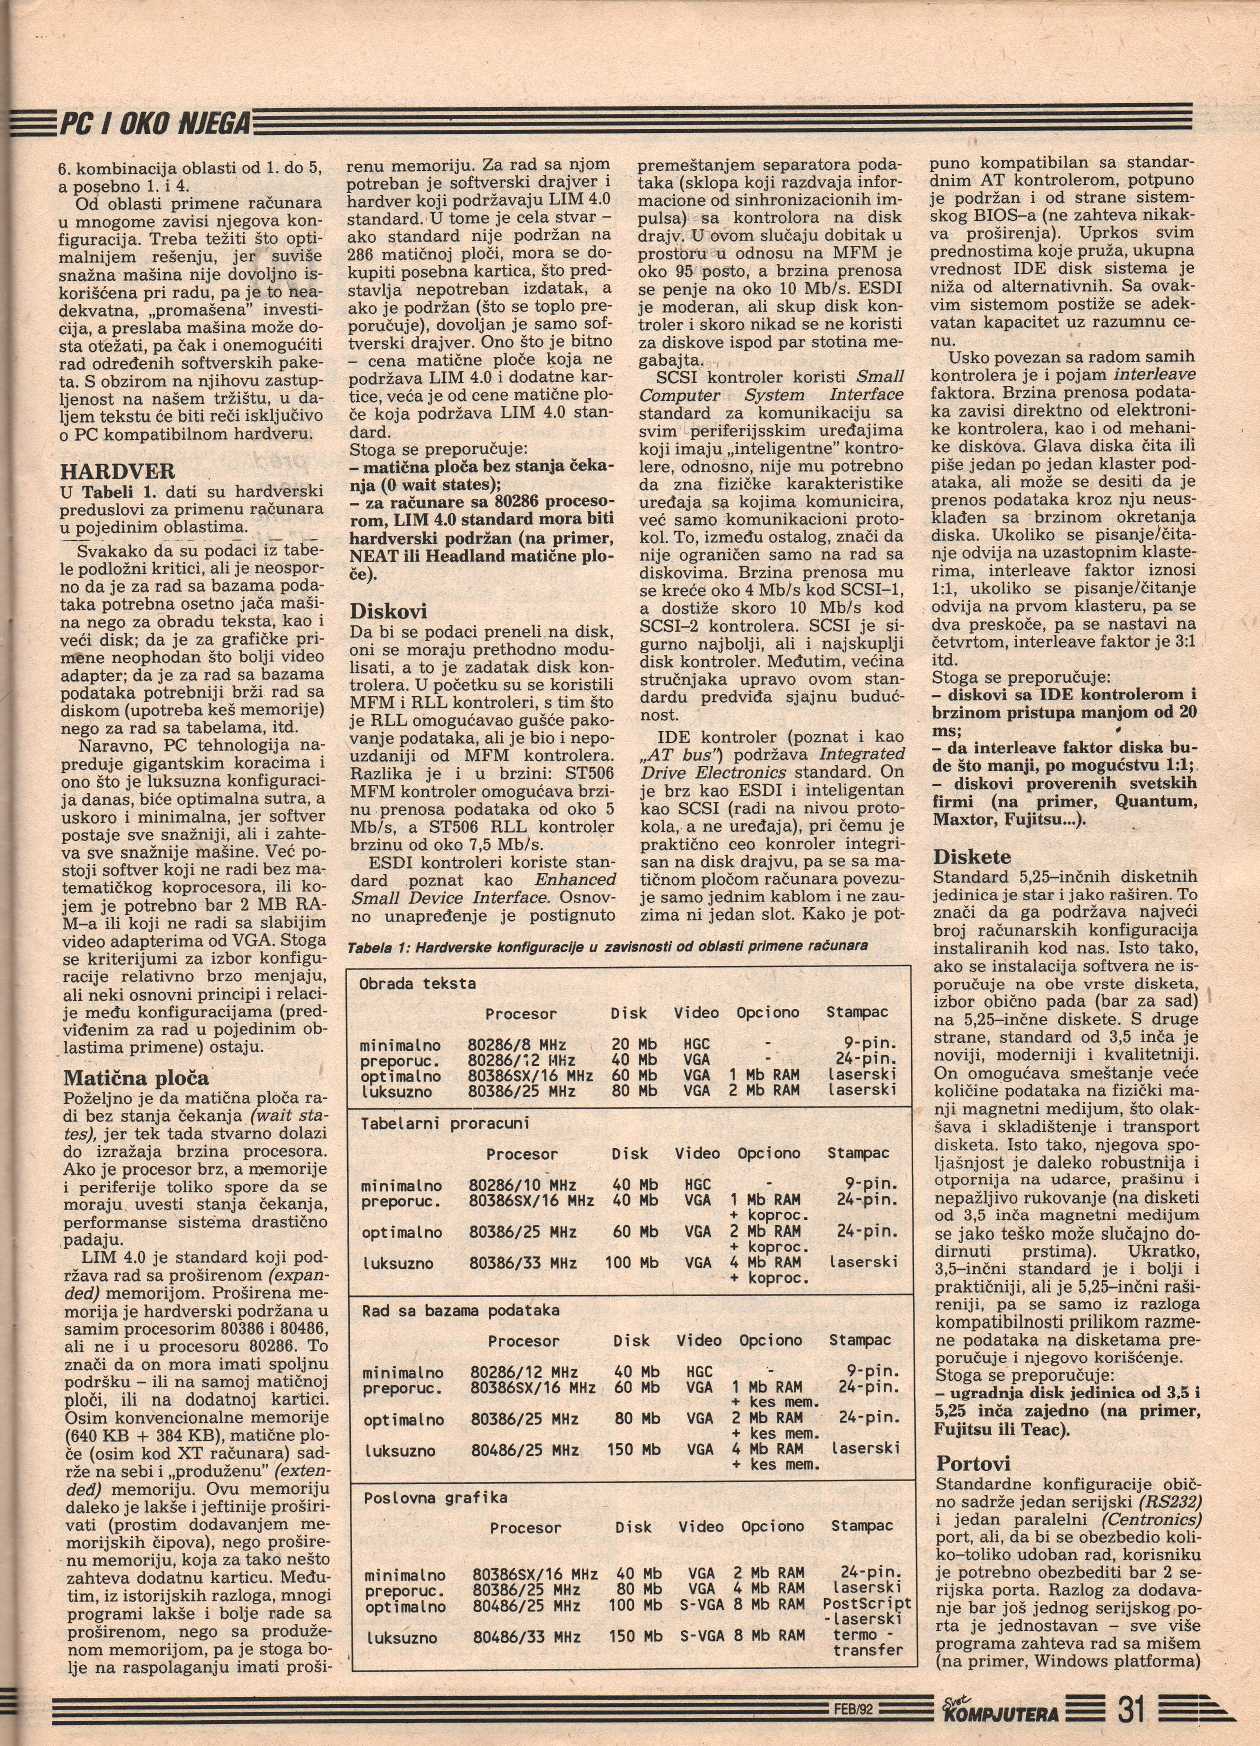 PC I OKO NJEGA
6. kombinacija oblasti od 1. do 5,
a posebno 1. i 4.
Od oblasti primene računara
u mnogome zavisi njegova kon-
figuracija. Treba težiti što opti-
malnijem rešenju, jer suviše
snažna mašina nije dovoljno is-
korišćena pri radu, pa je to nea-
dekvatna, „promašena" investi-
cija, a preslaba mašina može do-
sta otežati, pa čak i onemogućiti
rad određenih softverskih pake-
ta. S obzirom na njihovu zastup-
ljenost na našem tržištu, u da-
ljem tekstu će biti reči isključivo
o PC kompatibilnom hardveru.
HARDVER
U Tabeli 1. dati su hardverski
preduslovi za primenu računara
u pojedinim oblastima.
Svakako da su podaci iz tabe-
le podložni kritici, ali je neospor-
no da je za rad sa bazama poda-
taka potrebna osetno jača maši-
na nego za obradu teksta, kao i
veći disk; da je za grafičke pri-
mene neophodan što bolji video
adapter; da je za rad sa bazama
podataka potrebniji brži rad sa
diskom (upotreba keš memorije)
nego za rad sa tabelama, itd.
Naravno, PC tehnologija na-
preduje gigantskim koracima i
ono što je luksuzna konfiguraci-
ja danas, biće optimalna sutra, a
uskoro i minimalna, jer softver
postaje sve snažniji, ali i zahte-
va sve snažnije mašine. Već po-
stoji softver koji ne radi bez ma-
tematičkog koprocesora, ili ko-
jem je potrebno bar 2 MB RA-
M-a ili koji ne radi sa slabijim
video adapterima od VGA. Stoga
se kriterijumi za izbor konfigu-
racije relativno brzo menjaju,
ali neki osnovni principi i relaci-
je među konfiguracijama (pred-
viđenim za rad u pojedinim ob-
lastima primene) ostaju.
Matična ploča
Poželjno je da matična ploča ra-
di bez stanja čekanja (wait sta-
tes), jer tek tada stvarno dolazi
do izražaja brzina procesora.
Ako je procesor brz, a memorije
i periferije toliko spore da se
moraju uvesti stanja čekanja,
performanse sistema drastično
padaju.
LIM 4.0 je standard koji pod-
ržava rad sa proširenom (expan-
ded) memorijom. Proširena me-
morija je hardverski podržana u
samim procesorim 80386 i 80486,
ali ne i u procesoru 80286. To
znači da on mora imati spoljnu
podršku – ili na samoj matičnoj
ploči, ili na dodatnoj kartici.
Osim konvencionalne memorije
(640 KB + 384 KB), matične plo-
če (osim kod XT računara) sad-
rže na sebi i „produženu" (exten-
ded) memoriju. Ovu memoriju
daleko je lakše i jeftinije proširi-
vati (prostim dodavanjem me-
morijskih čipova), nego prošire-
nu memoriju, koja za tako nešto
zahteva dodatnu karticu. Među-
tim, iz istorijskih razloga, mnogi
programi lakše i bolje rade sa
proširenom, nego sa produže-
nom memorijom, pa je stoga bo-
lje na raspolaganju imati proši-
renu memoriju. Za rad sa njom
potreban je softverski drajver i
hardver koji podržavaju LIM 4.0
standard. U tome je cela stvar –
ako standard nije podržan na
286 matičnoj ploči, mora se do-
kupiti posebna kartica, što pred-
stavlja nepotreban izdatak, a
ako je podržan (što se toplo pre-
poručuje), dovoljan je samo sof-
tverski drajver. Ono što je bitno
– cena matične ploče koja ne
podržava LIM 4.0 i dodatne kar-
tice, veća je od cene matične plo-
če koja podržava LIM 4.0 stan-
dard.
Stoga se preporučuje:
– matična ploča bez stanja čeka-
nja (0 wait states);
– za računare sa 80286 proceso-
rom, LIM 4.0 standard mora biti
hardverski podržan (na primer,
NEAT ili Headland matične plo-
če).
Diskovi
Da bi se podaci preneli na disk,
oni se moraju prethodno modu-
lisati, a to je zadatak disk kon-
trolera. U početku su se koristili
MFM i RLL kontroleri, s tim što
je RLL omogućavao gušće pako-
vanje podataka, ali je bio i nepo-
uzdaniji od MFM kontrolera.
Razlika je i u brzini: ST506
MFM kontroler omogućava brzi-
nu prenosa podataka od oko 5
Mb/s, a ST506 RLL kontroler
brzinu od oko 7,5 Mb/s.
ESDI kontroleri koriste stan-
dard poznat kao Enhanced
Small Device Interface. Osnov-
no unapređenje je postignuto
premeštanjem separatora poda-
taka (sklopa koji razdvaja infor-
macione od sinhronizacionih im-
pulsa) sa kontrolora na disk
drajv. U ovom slučaju dobitak u
prostoru u odnosu na MFM je
oko 95 posto, a brzina prenosa
se penje na oko 10 Mb/s. ESDI
je moderan, ali skup disk kon-
troler i skoro nikad se ne koristi
za diskove ispod par stotina me-
gabajta.
SCSI kontroler koristi Small
Computer System Interface
standard za komunikaciju sa
svim periferijsskim uređajima
koji imaju „inteligentne" kontro-
lere, odnosno, nije mu potrebno
da zna fizičke karakteristike
uređaja sa kojima komunicira,
već samo komunikacioni proto-
kol. To, između ostalog, znači da
nije ograničen samo na rad sa
diskovima. Brzina prenosa mu
se kreće oko 4 Mb/s kod SCSI–1,
a dostiže skoro 10 Mb/s kod
SCSI–2 kontrolera. SCSI je si-
gurno najbolji, ali i najskuplji
disk kontroler. Međutim, većina
stručnjaka upravo ovom stan-
dardu predviđa sjajnu buduć-
nost.
IDE kontroler (poznat i kao
„AT bus") podržava Integrated
Drive Electronics standard. On
je brz kao ESDI i inteligentan
kao SCSI (radi na nivou proto-
kola, a ne uređaja), pri čemu je
praktično ceo konroler integri-
san na disk drajvu, pa se sa ma-
tičnom pločom računara povezu-
je samo jednim kablom i ne zau-
zima ni jedan slot. Kako je pot-
puno kompatibilan sa standar-
dnim AT kontrolerom, potpuno
je podržan i od strane sistem-
skog BIOS–a (ne zahteva nikak-
va proširenja). Uprkos svim
prednostima koje pruža, ukupna
vrednost IDE disk sistema je
niža od alternativnih. Sa ovak-
vim sistemom postiže se adek-
vatan kapacitet uz razumnu ce-
nu.
Usko povezan sa radom samih
kontrolera je i pojam interleave
faktora. Brzina prenosa podata-
ka zavisi direktno od elektroni-
ke kontrolera, kao i od mehani-
ke diskova. Glava diska čita ili
piše jedan po jedan klaster pod-
ataka, ali može se desiti da je
prenos podataka kroz nju neus-
klađen sa brzinom okretanja
diska. Ukoliko se pisanje/čita-
nje odvija na uzastopnim klaste-
rima, interleave faktor iznosi
1:1, ukoliko se pisanje/čitanje
odvija na prvom klasteru, pa se
dva preskoče, pa se nastavi na
četvrtom, interleave faktor je 3:1
itd.
Stoga se preporučuje:
– diskovi sa IDE kontrolerom i
brzinom pristupa manjom od 20
ms;
– da interleave faktor diska bu-
de što manji, po mogućstvu 1:1;
– diskovi proverenih svetskih
firmi (na primer, Quantum,
Maxtor, Fujitsu...).
Diskete
Standard 5,25–inčnih disketnih
jedinica je star i jako raširen. To
znači da ga podržava najveći
broj računarskih konfiguracija
instaliranih kod nas. Isto tako,
ako se instalacija softvera ne is-
poručuje na obe vrste disketa,
izbor obično pada (bar za sad)
na 5,25–inčne diskete. S druge
strane, standard od 3,5 inča je
noviji, moderniji i kvalitetniji.
On omogućava smeštanje veće
količine podataka na fizički ma-
nji magnetni medijum, što olak-
šava i skladištenje i transport
disketa. Isto tako, njegova spo-
ljašnjost je daleko robustnija i
otpornija na udarce, prašinu i
nepažljivo rukovanje (na disketi
od 3,5 inča magnetni medijum
se jako teško može slučajno do-
dirnuti prstima). Ukratko,
3,5–inčni standard je i bolji i
praktičniji, ali je 5,25–inčni raši-
reniji, pa se samo iz razloga
kompatibilnosti prilikom razme-
ne podataka na disketama pre-
poručuje i njegovo korišćenje.
Stoga se preporučuje:
– ugradnja disk jedinica od 3,5 i
5,25 inča zajedno (na primer,
Fujitsu ili Teac).
Portovi
Standardne konfiguracije obič-
no sadrže jedan serijski (RS232)
i jedan paralelni (Centronics)
port, ali, da bi se obezbedio koli-
ko–toliko udoban rad, korisniku
je potrebno obezbediti bar 2 se-
rijska porta. Razlog za dodava-
nje bar još jednog serijskog po-
rta je jednostavan – sve više
programa zahteva rad sa mišem
(na primer, Windows platforma)
Tabela 1: Hardverske konfiguracije u zavisnosti od oblasti primene računara
Obrada teksta
Procesor Disk Video Opciono Stampac
minimalno 80286/8 MHz 20 Mb HGC - 9-pin.
preporuc. 80286/12 MHz 40 Mb VGA - 24-pin.
optimalno 80386SX/16 MHz 60 Mb VGA 1 Mb RAM laserski
luksuzno 80386/25 MHz 80 Mb VGA 2 Mb RAM laserski
Tabelarni proracuni
Procesor Disk Video Opciono Stampac
minimalno 80286/10 MHz 40 Mb HGC - 9-pin.
preporuc. 80386SX/16 MHz 40 Mb VGA 1 Mb RAM 24-pin.
+ koproc.
optimalno 80386/25 MHz 60 Mb VGA 2 Mb RAM 24-pin.
+ koproc.
luksuzno 80386/33 MHz 100 Mb VGA 4 Mb RAM laserski
+ koproc.
Rad sa bazama podataka
Procesor Disk Video Opciono Stampac
minimalno 80286/12 MHz 40 Mb HGC - 9-pin.
preporuc. 80386SX/16 MHz 60 Mb VGA 1 Mb RAM 24-pin.
+ kes mem.
optimalno 80386/25 MHz 80 Mb VGA 2 Mb RAM 24-pin.
+ kes mem.
luksuzno 80486/25 MHz 150 Mb VGA 4 Mb RAM laserski
+ kes mem.
Poslovna grafika
Procesor Disk Video Opciono Stampac
minimalno 80386SX/16 MHz 40 Mb VGA 2 Mb RAM 24-pin.
preporuc. 80386/25 MHz 80 Mb VGA 4 Mb RAM laserski
optimalno 80486/25 MHz 100 Mb S-VGA 8 Mb RAM PostScript
-laserski
luksuzno 80486/33 MHz 150 Mb S-VGA 8 Mb RAM termo -
transfer
FEB/92 Svet KOMPJUTERA 31